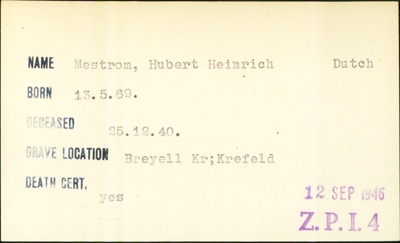 NAME Mestrom, Hubert Heinrich Dutch
BORN 13.5.69.
DECEASED 25.12.40.
GRAVE LOCATION Breyell Kr;Krefeld
DEATH CERT. yes
12 SEP 1946
Z.P.I.4